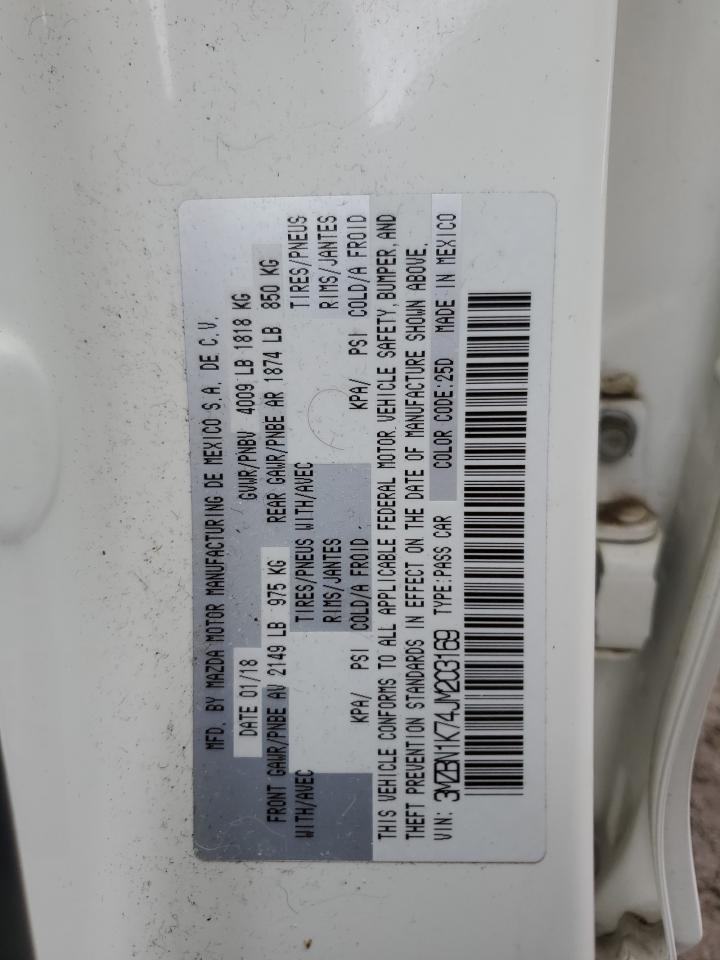 MFD. BY MAZDA MOTOR MANUFACTURING DE MEXICO S.A. DE C.V.
DATE 01/18 GVWR/PNBV 4009 LB 1818 KG
FRONT GAWR/PNBE AV 2149 LB 975 KG REAR GAWR/PNBE AR 1874 LB 850 KG
WITH/AVEC TIRES/PNEUS WITH/AVEC TIRES/PNEUS
RIMS/JANTES RIMS/JANTES
KPA/ PSI COLD/A FROID KPA/ PSI COLD/A FROID
THIS VEHICLE CONFORMS TO ALL APPLICABLE FEDERAL MOTOR VEHICLE SAFETY, BUMPER, AND
THEFT PREVENTION STANDARDS IN EFFECT ON THE DATE OF MANUFACTURE SHOWN ABOVE.
VIN: 3MZBN1K74JM203169 TYPE:PASS CAR COLOR CODE:25D MADE IN MEXICO